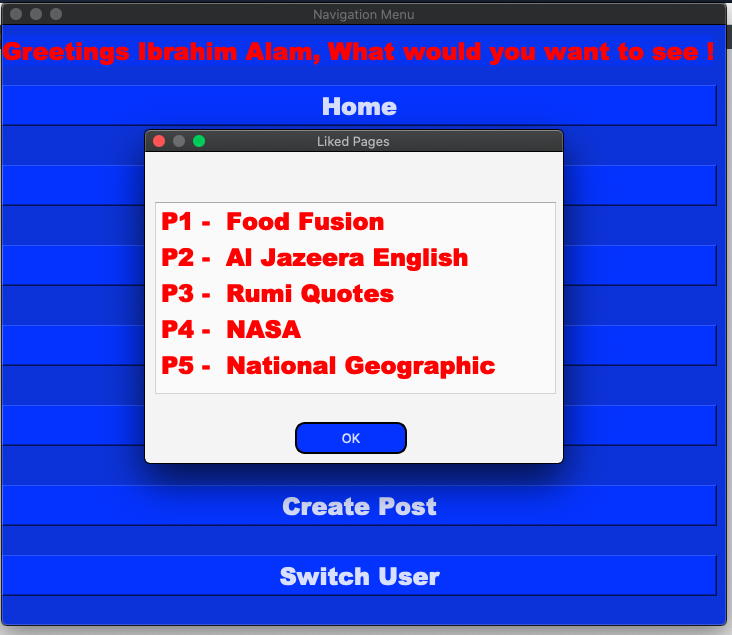 Navigation Menu
Greetings Ibrahim Alam, What would you want to see !
Home
Liked Pages
P1 - Food Fusion
P2 - Al Jazeera English
P3 - Rumi Quotes
P4 - NASA
P5 - National Geographic
OK
Create Post
Switch User